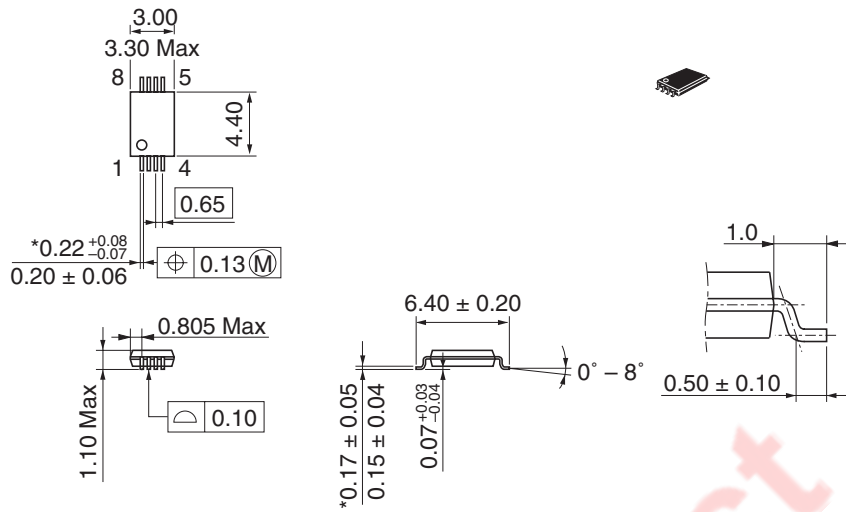 3.00
3.30 Max
8
5
4.40
1
4
0.65
*0.22 +0.08 −0.07
0.20 ± 0.06
⌖ 0.13 Ⓜ
0.805 Max
1.10 Max
⌓ 0.10
6.40 ± 0.20
0° – 8°
*0.17 ± 0.05
0.15 ± 0.04
0.07 +0.03 −0.04
1.0
0.50 ± 0.10
ct